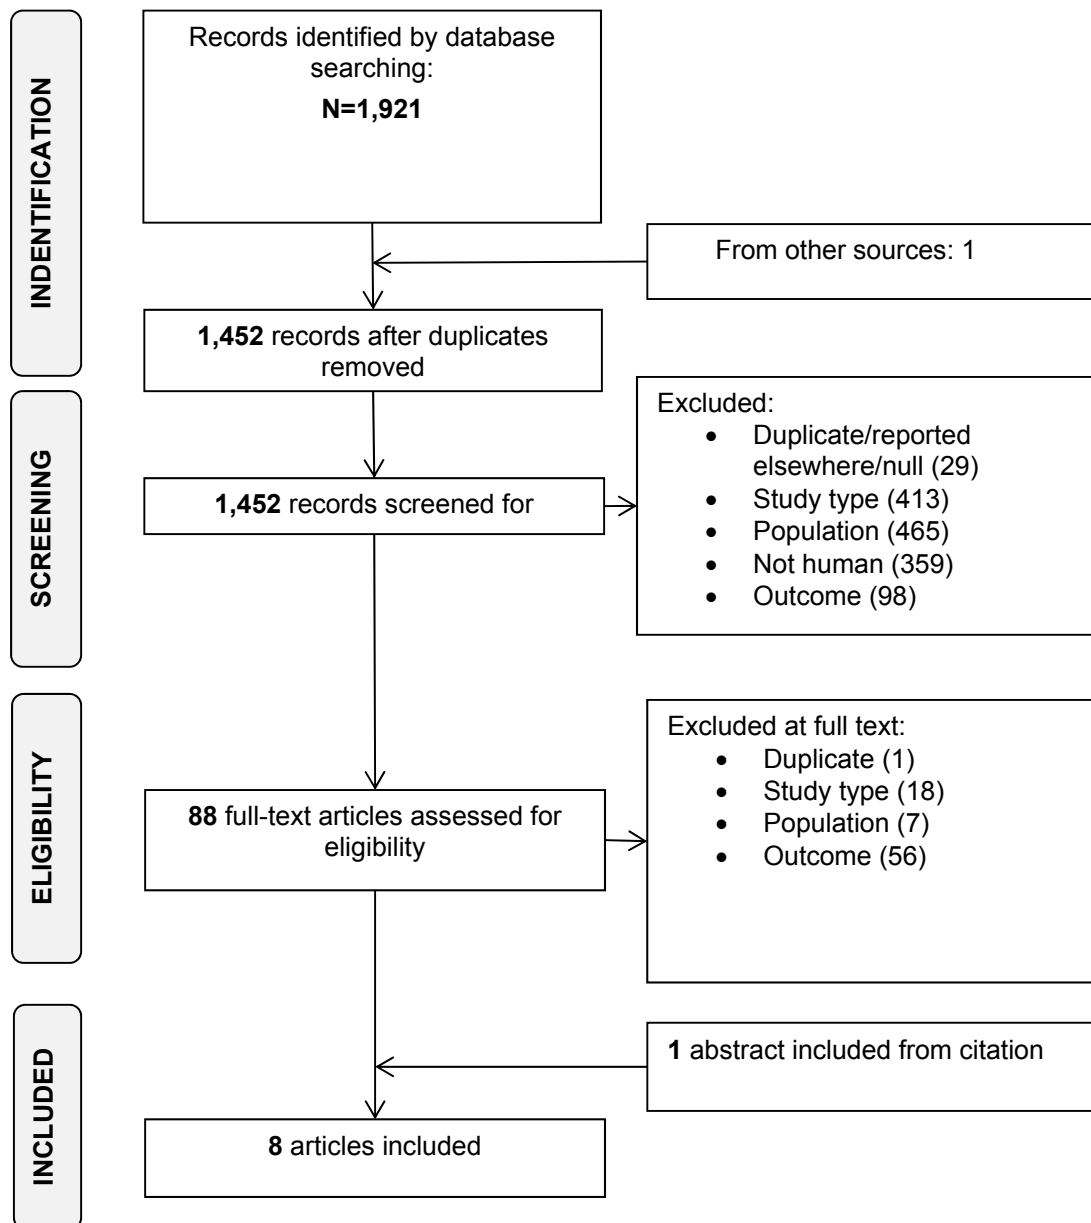 INDENTIFICATION
Records identified by database
searching:
N=1,921
From other sources: 1
1,452 records after duplicates
removed
SCREENING
1,452 records screened for
Excluded:
• Duplicate/reported
elsewhere/null (29)
• Study type (413)
• Population (465)
• Not human (359)
• Outcome (98)
ELIGIBILITY
88 full-text articles assessed for
eligibility
Excluded at full text:
• Duplicate (1)
• Study type (18)
• Population (7)
• Outcome (56)
INCLUDED
1 abstract included from citation
8 articles included